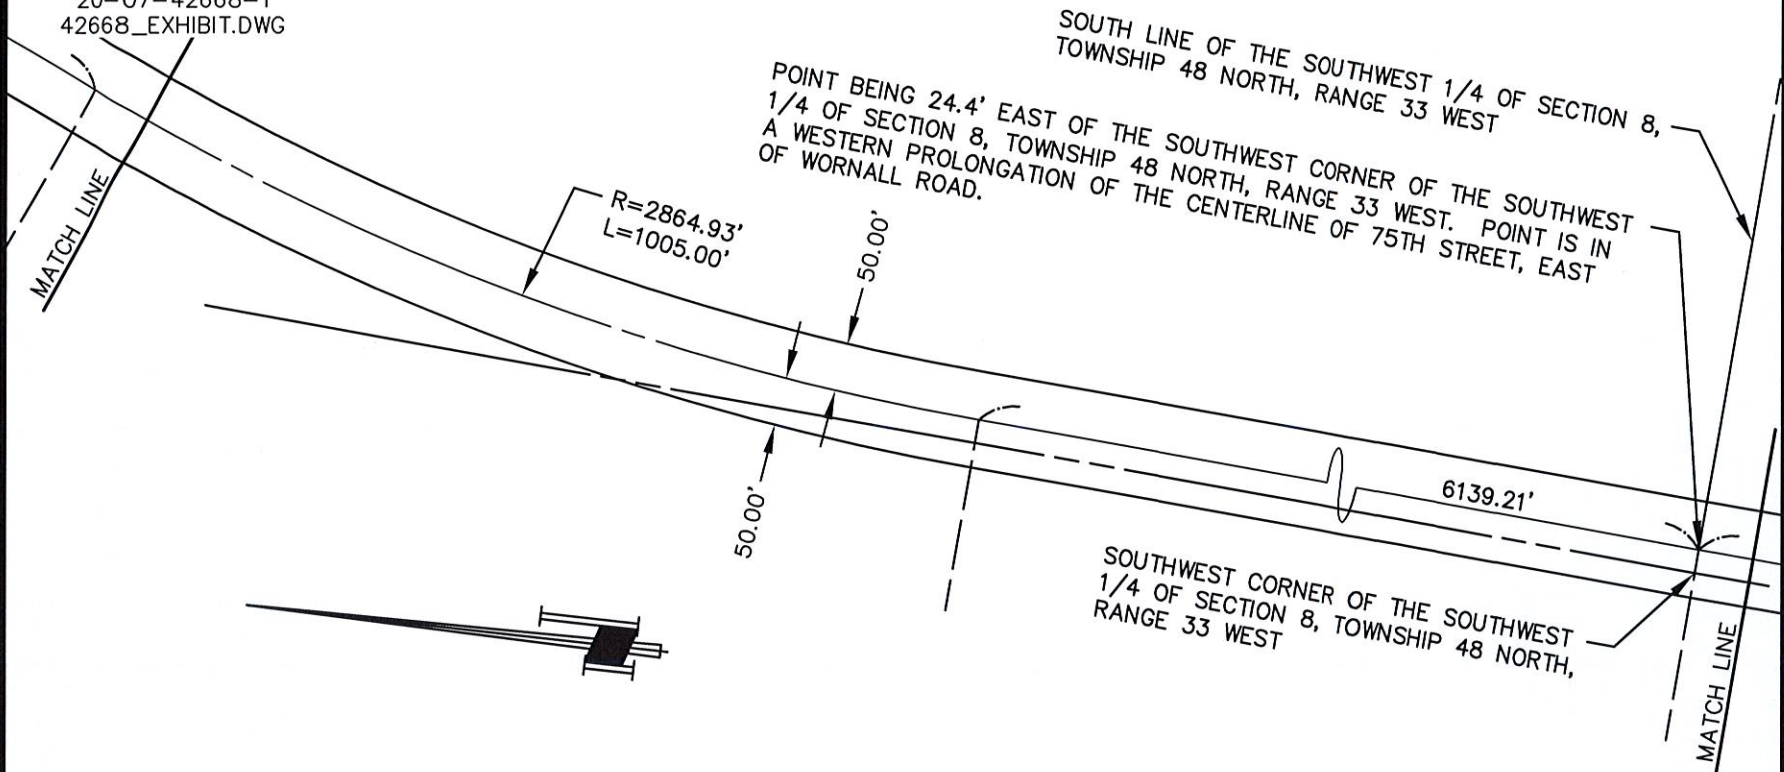 20-07-42668-1
42668_EXHIBIT.DWG
SOUTH LINE OF THE SOUTHWEST 1/4 OF SECTION 8,
TOWNSHIP 48 NORTH, RANGE 33 WEST
POINT BEING 24.4' EAST OF THE SOUTHWEST CORNER OF THE SOUTHWEST
1/4 OF SECTION 8, TOWNSHIP 48 NORTH, RANGE 33 WEST. POINT IS IN
A WESTERN PROLONGATION OF THE CENTERLINE OF 75TH STREET, EAST
OF WORNALL ROAD.
MATCH LINE
R=2864.93'
L=1005.00'
50.00'
50.00'
6139.21'
SOUTHWEST CORNER OF THE SOUTHWEST
1/4 OF SECTION 8, TOWNSHIP 48 NORTH,
RANGE 33 WEST
MATCH LINE